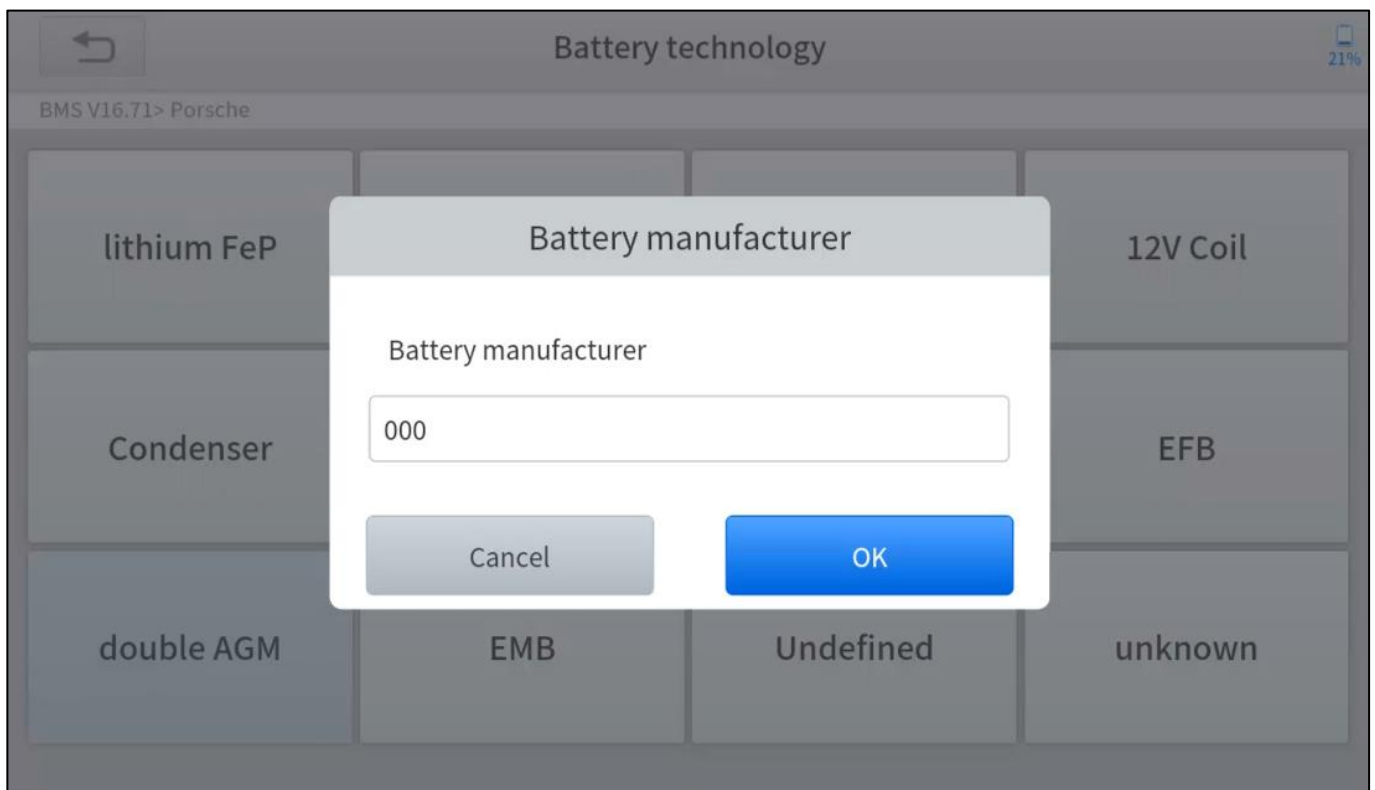 Battery technology
21%
BMS V16.71> Porsche
lithium FeP
12V Coil
Battery manufacturer
Battery manufacturer
000
Condenser
EFB
Cancel
OK
double AGM
EMB
Undefined
unknown